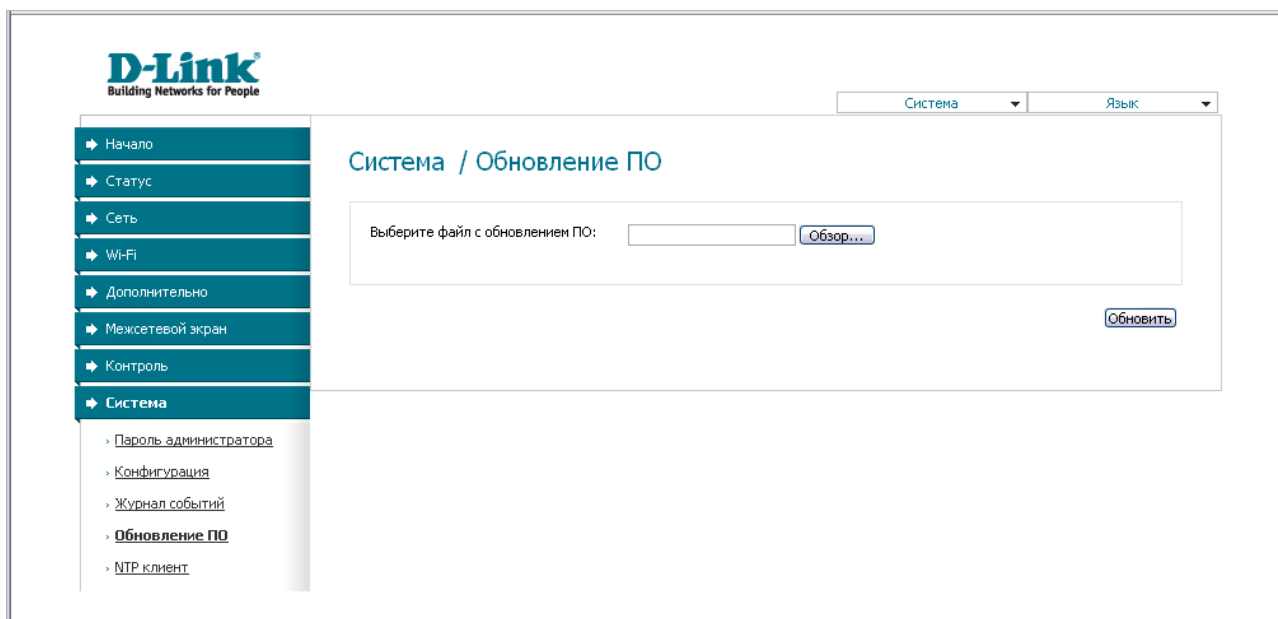 D-Link
Building Networks for People
Система
Язык
Начало
Статус
Сеть
Wi-Fi
Дополнительно
Межсетевой экран
Контроль
Система
Пароль администратора
Конфигурация
Журнал событий
Обновление ПО
NTP клиент
Система / Обновление ПО
Выберите файл с обновлением ПО:
Обзор...
Обновить